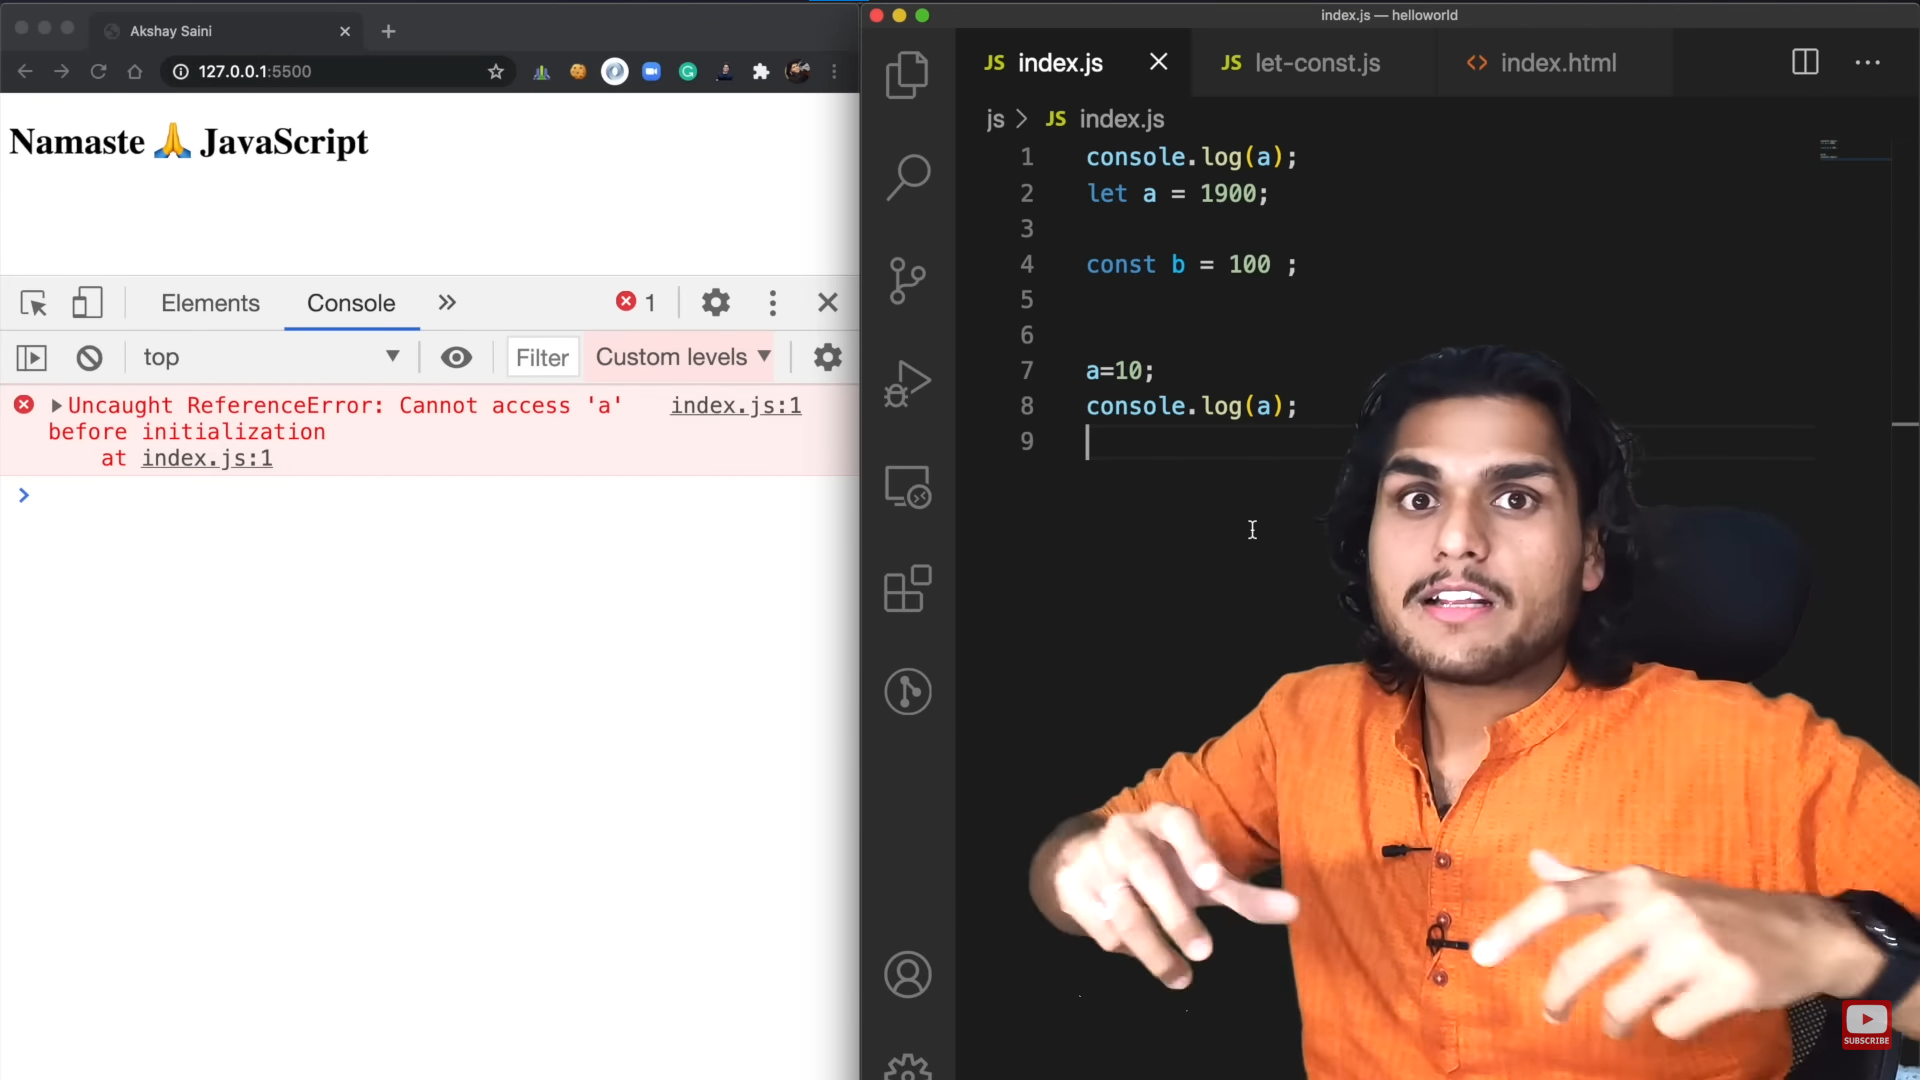 Akshay Saini
127.0.0.1:5500
Namaste 🙏 JavaScript
Elements
Console
1
top
Filter
Custom levels
Uncaught ReferenceError: Cannot access 'a' index.js:1
before initialization
at index.js:1
index.js — helloworld
JS index.js
JS let-const.js
<> index.html
js > JS index.js
1 console.log(a);
2 let a = 1900;
3
4 const b = 100 ;
5
6
7 a=10;
8 console.log(a);
9
SUBSCRIBE